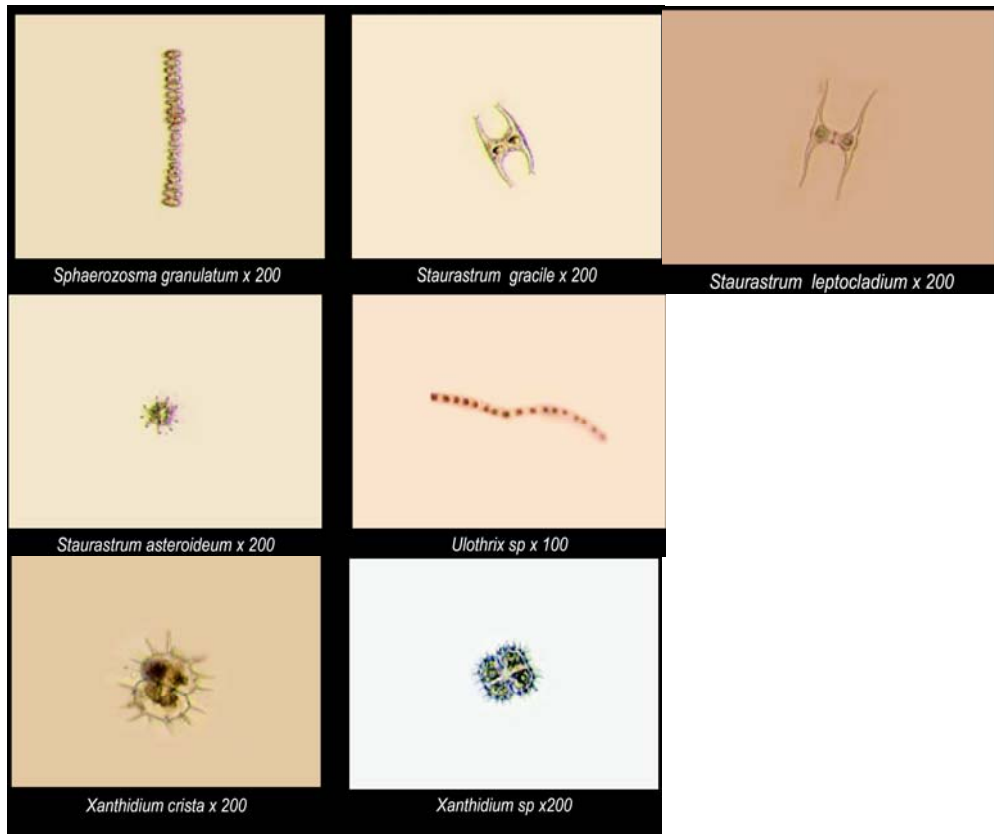 Sphaerozosma granulatum x 200
Staurastrum gracile x 200
Staurastrum leptocladium x 200
Staurastrum asteroideum x 200
Ulothrix sp x 100
Xanthidium crista x 200
Xanthidium sp x200